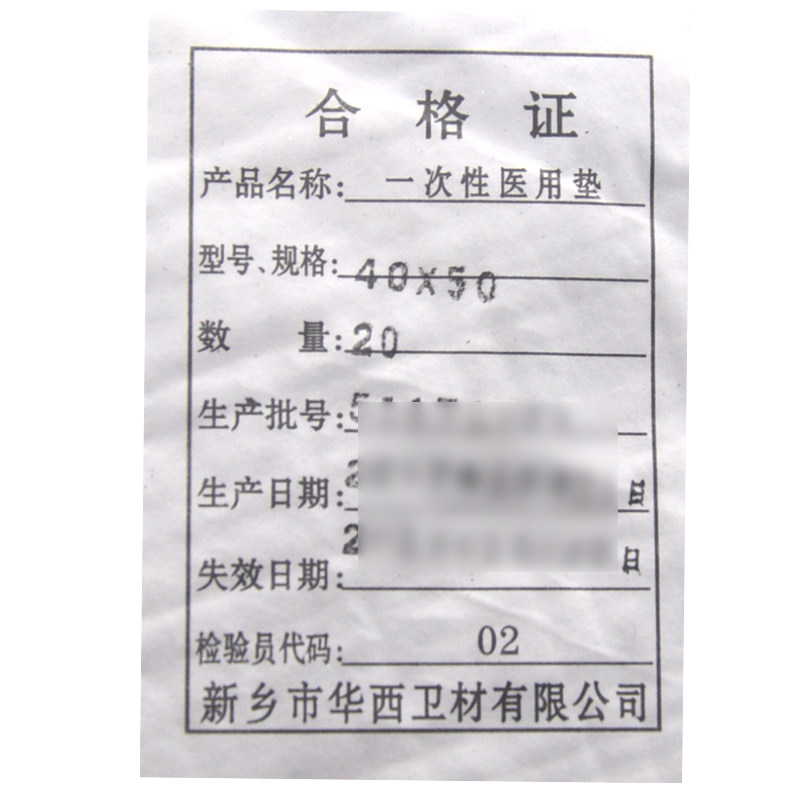 合格证
产品名称: 一次性医用垫
型号、规格: 40X50
数 量: 20
生产批号:
生产日期: 日
失效日期: 日
检验员代码: 02
新乡市华西卫材有限公司